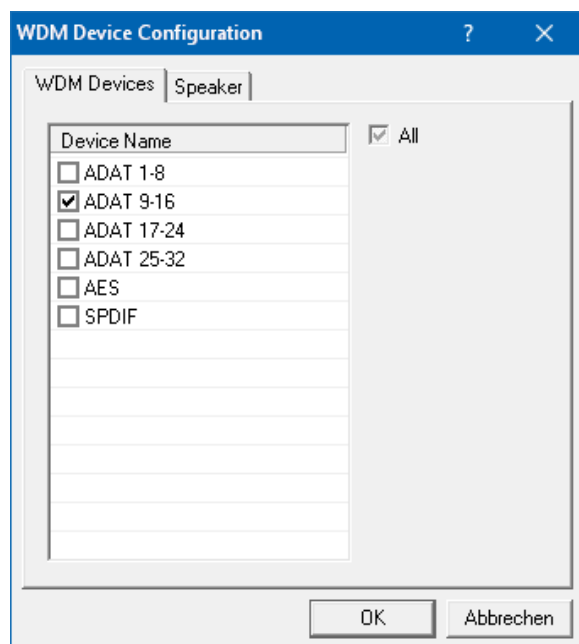 WDM Device Configuration ?
WDM Devices Speaker
Device Name
All
ADAT 1-8
ADAT 9-16
ADAT 17-24
ADAT 25-32
AES
SPDIF
OK Abbrechen